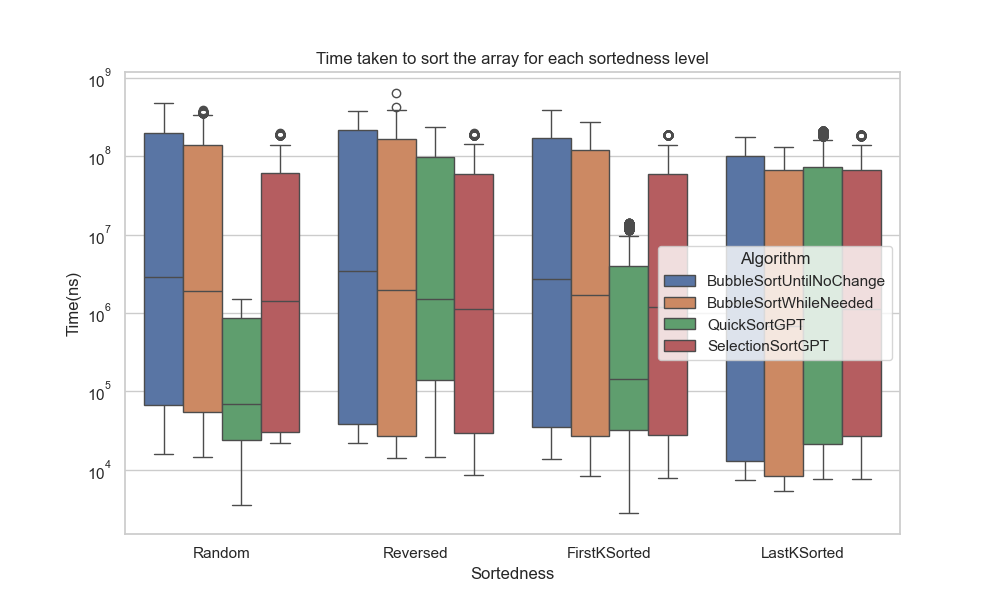 Time taken to sort the array for each sortedness level
10^9
10^8
10^7
10^6
10^5
10^4
Time(ns)
Algorithm
BubbleSortUntilNoChange
BubbleSortWhileNeeded
QuickSortGPT
SelectionSortGPT
Random
Reversed
FirstKSorted
LastKSorted
Sortedness